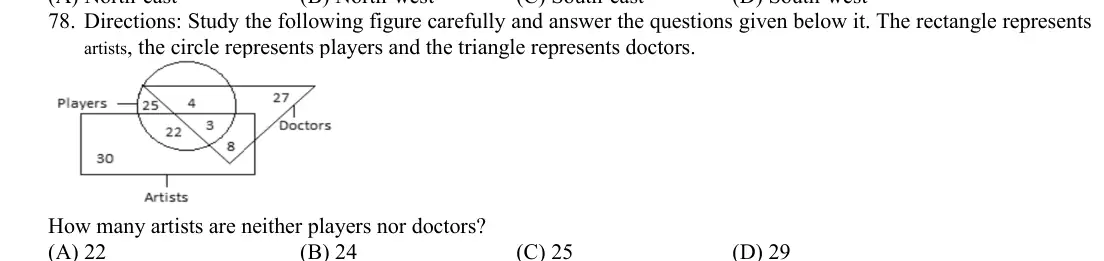 78. Directions: Study the following figure carefully and answer the questions given below it. The rectangle represents
artists, the circle represents players and the triangle represents doctors.
Players 25 4 27
Doctors
22 3
8
30
Artists
How many artists are neither players nor doctors?
(A) 22 (B) 24 (C) 25 (D) 29